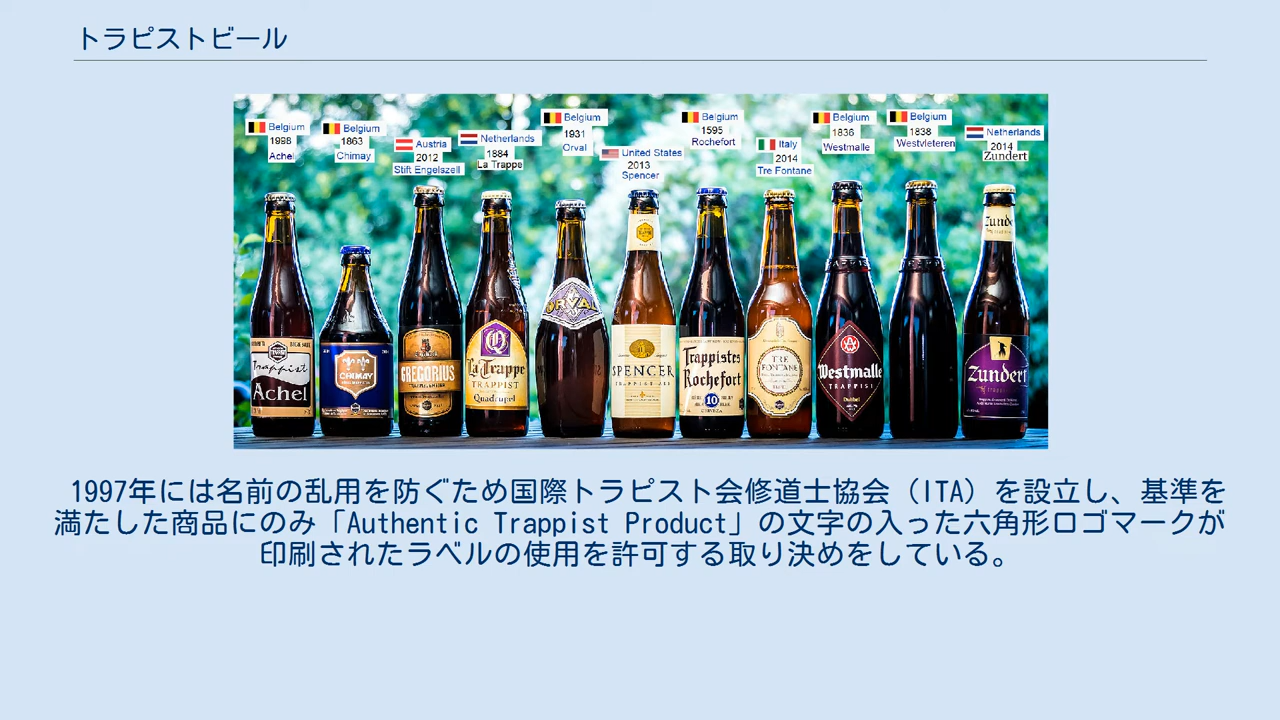 トラピストビール
Belgium
1998
Achel
Belgium
1863
Chimay
Austria
2012
Stift Engelszell
Netherlands
1884
La Trappe
Belgium
1931
Orval
United States
2013
Spencer
Belgium
1595
Rochefort
Italy
2014
Tre Fontane
Belgium
1836
Westmalle
Belgium
1838
Westvleteren
Netherlands
2014
Zundert
Trappist
Achel
CHIMAY
GREGORIUS
La Trappe
TRAPPIST
Quadrupel
ORVAL
SPENCER
Trappistes
Rochefort
10
TRE
FONTANE
Westmalle
TRAPPIST
Dubbel
Zundert
1997年には名前の乱用を防ぐため国際トラピスト会修道士協会（ITA）を設立し、基準を
満たした商品にのみ「Authentic Trappist Product」の文字の入った六角形ロゴマークが
印刷されたラベルの使用を許可する取り決めをしている。